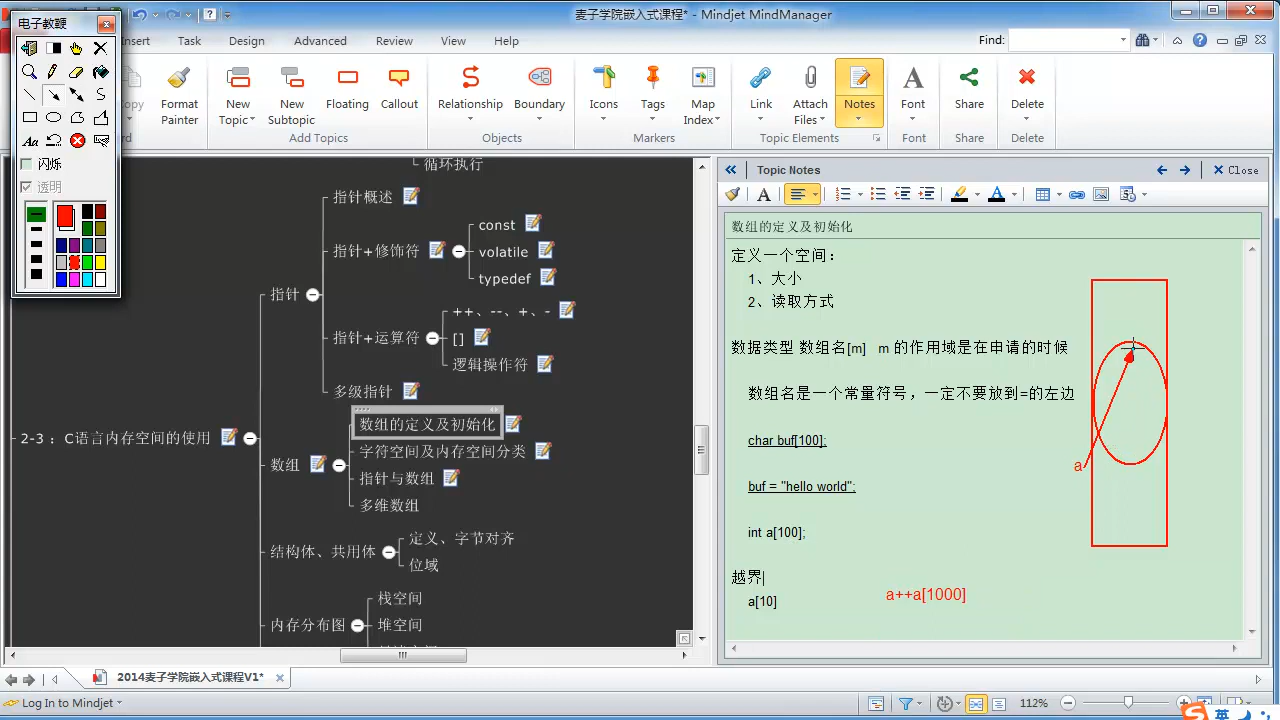 麦子学院嵌入式课程* - Mindjet MindManager
电子教鞭
Insert Task Design Advanced Review View Help
Find:
Format Painter
New Topic
New Subtopic
Floating
Callout
Relationship
Boundary
Icons
Tags
Map Index
Link
Attach Files
Notes
Font
Share
Delete
Add Topics
Objects
Markers
Topic Elements
Font
Share
Delete
Aa
闪烁
透明
循环执行
指针概述
const
指针+修饰符
volatile
typedef
指针
++、--、+、-
指针+运算符
[]
逻辑操作符
多级指针
数组的定义及初始化
2-3 : C语言内存空间的使用
字符空间及内存空间分类
数组
指针与数组
多维数组
定义、字节对齐
结构体、共用体
位域
栈空间
内存分布图
堆空间
Topic Notes
Close
数组的定义及初始化
定义一个空间:
1、大小
2、读取方式
数据类型 数组名[m] m 的作用域是在申请的时候
数组名是一个常量符号，一定不要放到=的左边
char buf[100];
a
buf = "hello world";
int a[100];
越界
a++a[1000]
a[10]
2014麦子学院嵌入式课程V1*
Log In to Mindjet
112%
英